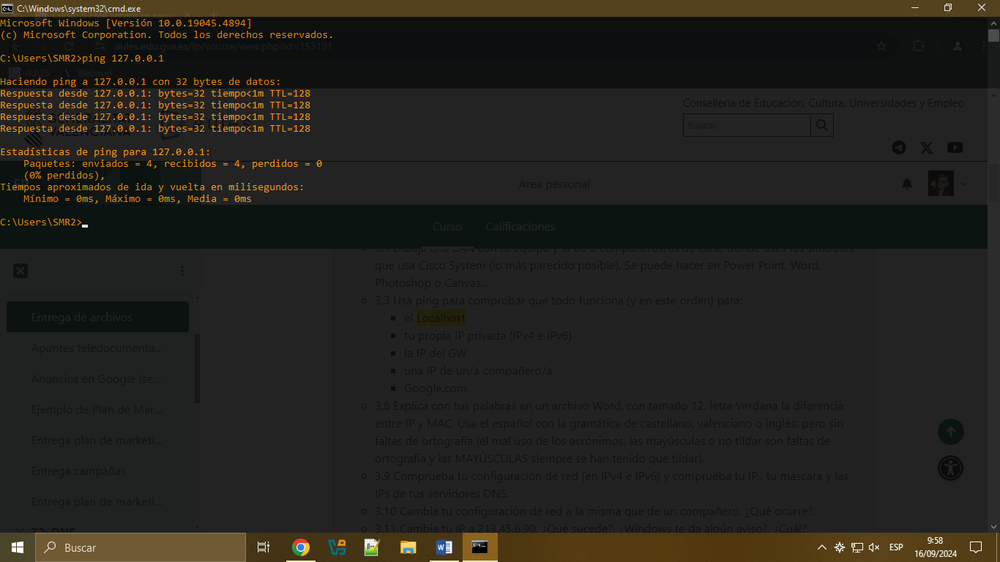 C:\Windows\system32\cmd.exe
Microsoft Windows [Versión 10.0.19045.4894]
(c) Microsoft Corporation. Todos los derechos reservados.
aules.edu.gva.es/fp/course/view.php?id=153191
C:\Users\SMR2>ping 127.0.0.1
AULES
Webmail
Haciendo ping a 127.0.0.1 con 32 bytes de datos:
Respuesta desde 127.0.0.1: bytes=32 tiempo<1m TTL=128
Respuesta desde 127.0.0.1: bytes=32 tiempo<1m TTL=128
Respuesta desde 127.0.0.1: bytes=32 tiempo<1m TTL=128
Respuesta desde 127.0.0.1: bytes=32 tiempo<1m TTL=128
Conselleria de Educación, Cultura, Universidades y Empleo
GENERALITAT
VALENCIANA
Buscar...
Estadísticas de ping para 127.0.0.1:
Paquetes: enviados = 4, recibidos = 4, perdidos = 0
(0% perdidos),
Tiempos aproximados de ida y vuelta en milisegundos:
Mínimo = 0ms, Máximo = 0ms, Media = 0ms
Área personal
C:\Users\SMR2>
Curso
Calificaciones
3.1 Dibuja una LAN con tu equipo y la de 2 compañeros/as de clase donde uses los símbolos
que usa Cisco System (lo más parecido posible). Se puede hacer en Power Point, Word,
Photoshop o Canvas...
3.3 Usa ping para comprobar que todo funciona (y en este orden) para:
el Localhost
tu propia IP privada (IPv4 e IPv6)
la IP del GW
una IP de un/a compañero/a
Google.com
3.8 Explica con tus palabras en un archivo Word, con tamaño 12, letra Verdana la diferencia
entre IP y MAC. Usa el español con la gramática de castellano, valenciano o inglés; pero sin
faltas de ortografía (el mal uso de los acrónimos, las mayúsculas o no tildar son faltas de
ortografía y las MAYÚSCULAS siempre se han tenido que tildar).
3.9 Comprueba tu configuración de red (en IPv4 e IPv6) y comprueba tu IP,, tu máscara y las
IPs de tus servidores DNS.
3.10 Cambia tu configuración de red a la misma que de un compañero. ¿Qué ocurre?.
3.11 Cambia tu IP a 213.45.6.90. ¿Qué sucede?. ¿Windows te da algún aviso?. ¿Cuál?.
Entrega de archivos
Apuntes teledocumenta...
Anuncios en Google (se...
Ejemplo de Plan de Mar...
Entrega plan de marketi...
Entrega campañas
Entrega plan de marketi...
T2: DNS
Buscar
ESP
9:58
16/09/2024